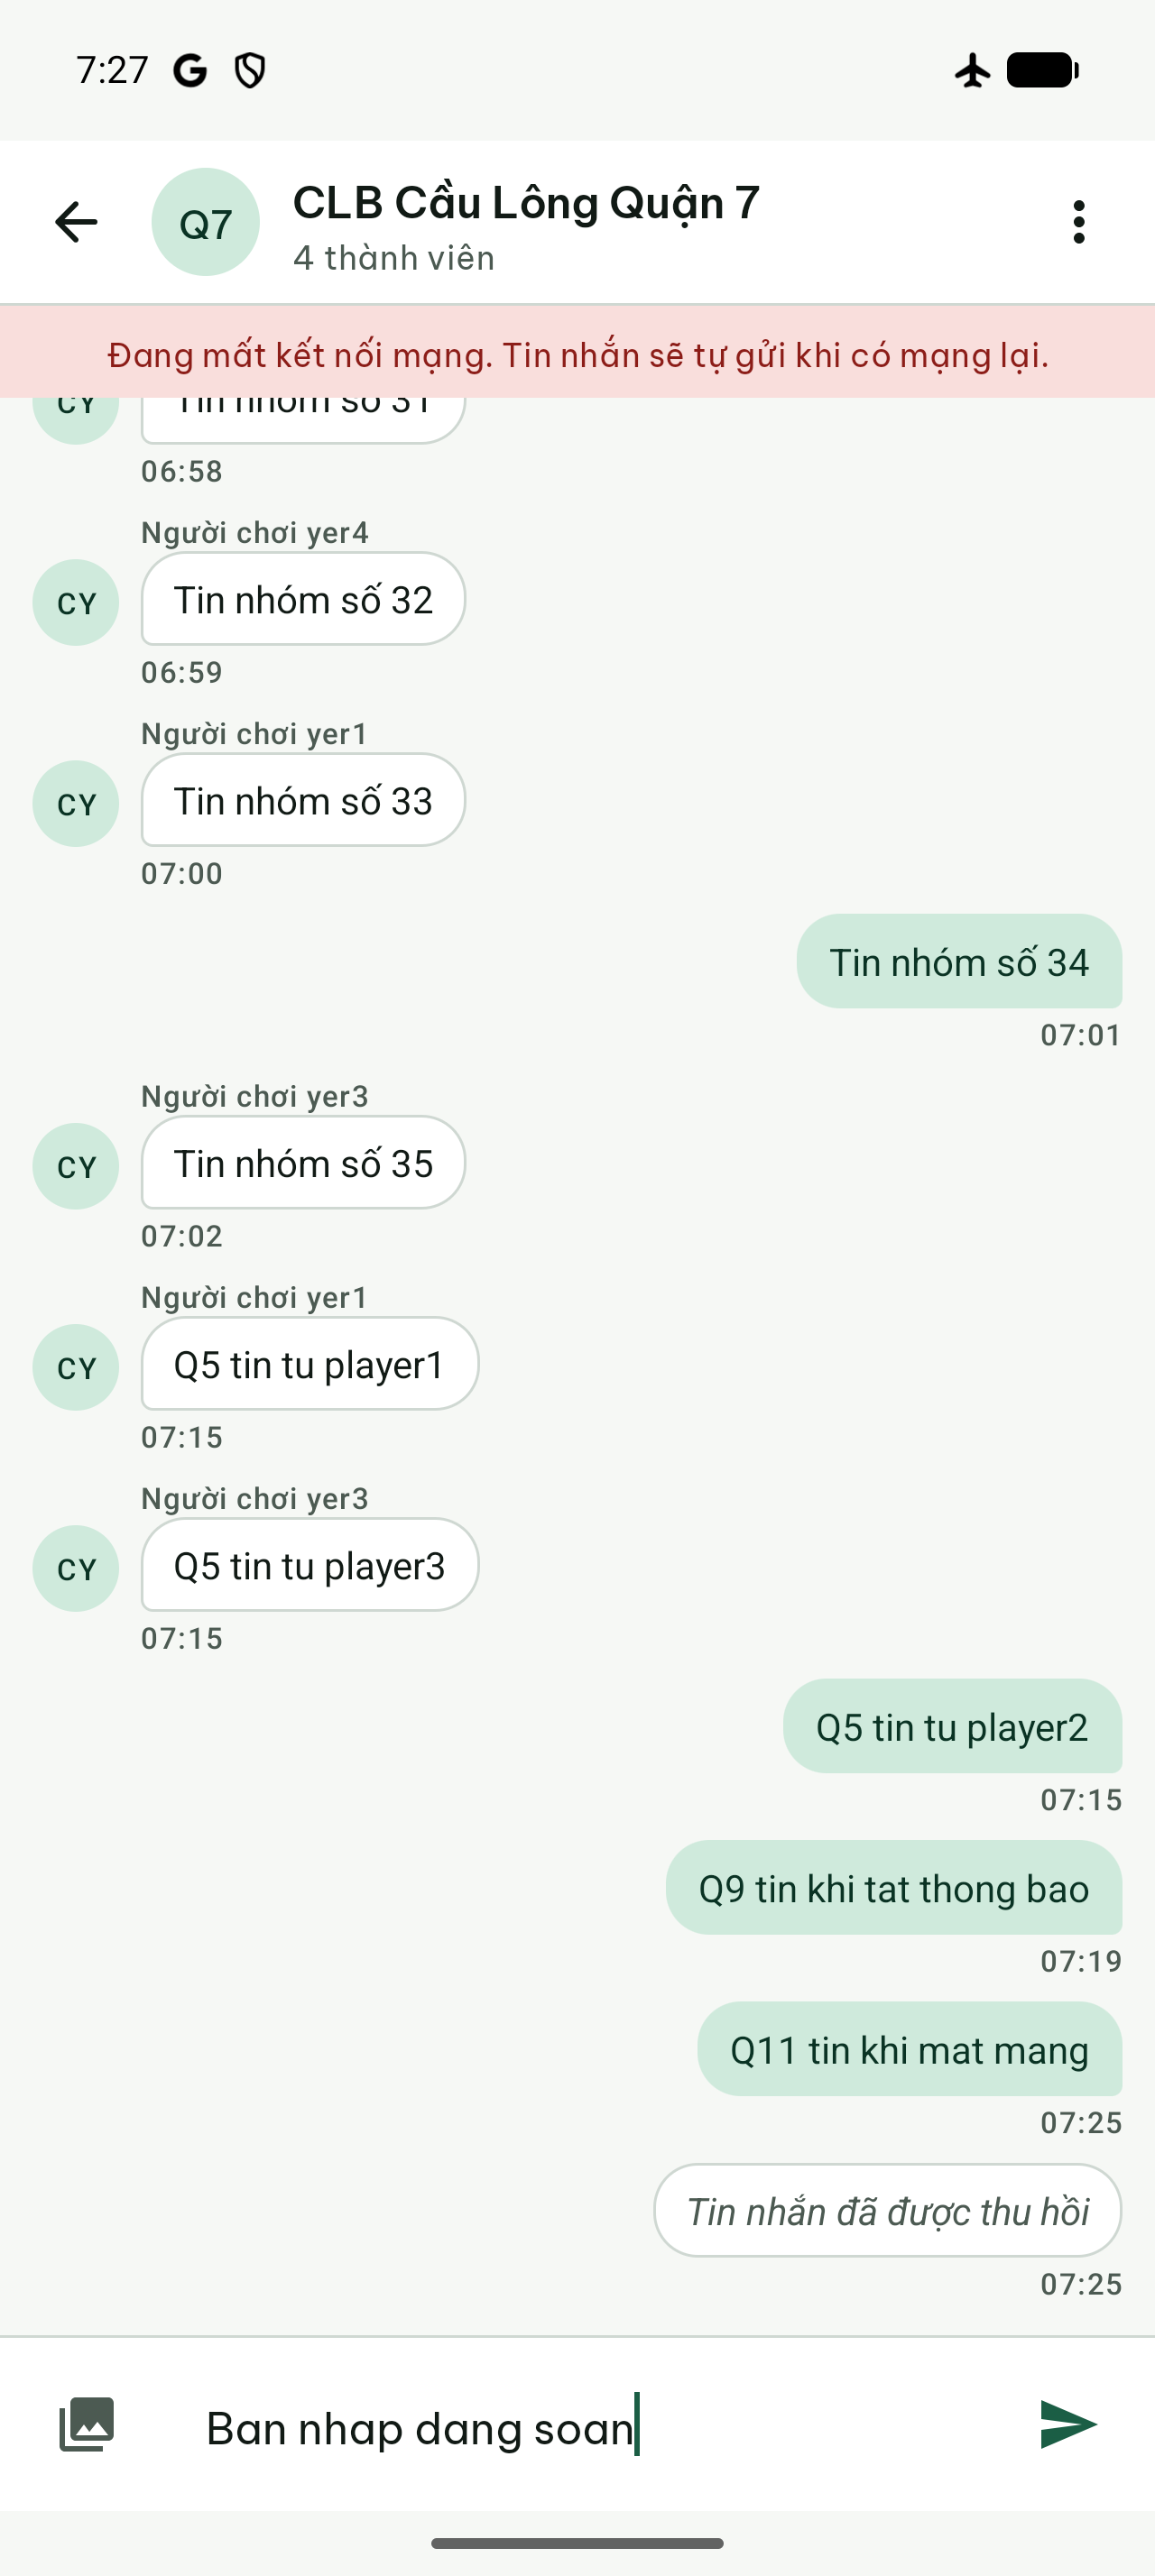 7:27
Q7
CLB Cầu Lông Quận 7
4 thành viên
Đang mất kết nối mạng. Tin nhắn sẽ tự gửi khi có mạng lại.
CY
Tin nhóm số 31
06:58
Người chơi yer4
CY
Tin nhóm số 32
06:59
Người chơi yer1
CY
Tin nhóm số 33
07:00
Tin nhóm số 34
07:01
Người chơi yer3
CY
Tin nhóm số 35
07:02
Người chơi yer1
CY
Q5 tin tu player1
07:15
Người chơi yer3
CY
Q5 tin tu player3
07:15
Q5 tin tu player2
07:15
Q9 tin khi tat thong bao
07:19
Q11 tin khi mat mang
07:25
Tin nhắn đã được thu hồi
07:25
Ban nhap dang soan